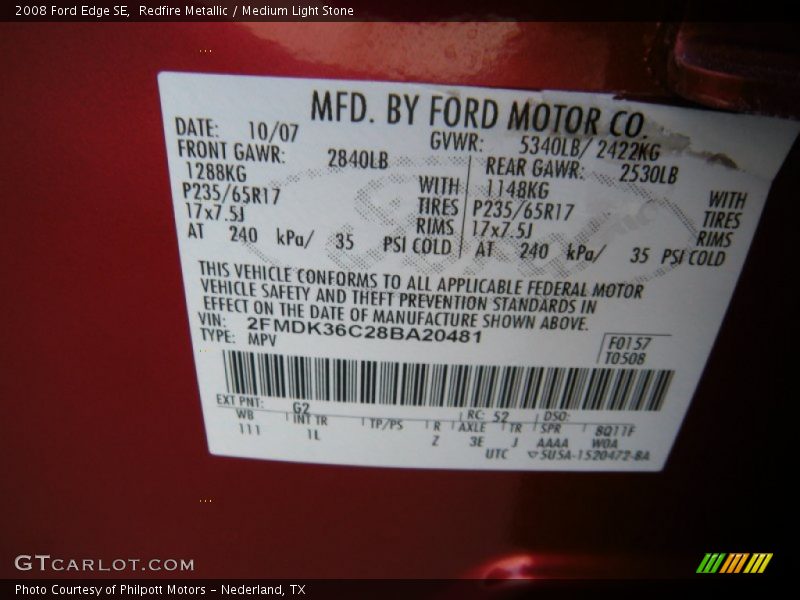 2008 Ford Edge SE,  Redfire Metallic / Medium Light Stone
MFD. BY FORD MOTOR CO.
DATE: 10/07 GVWR: 5340LB/ 2422KG
FRONT GAWR: 2840LB REAR GAWR: 2530LB
1288KG WITH 1148KG WITH
P235/65R17 TIRES P235/65R17 TIRES
17x7.5J RIMS 17x7.5J RIMS
AT 240 kPa/ 35 PSI COLD AT 240 kPa/ 35 PSI COLD
THIS VEHICLE CONFORMS TO ALL APPLICABLE FEDERAL MOTOR
VEHICLE SAFETY AND THEFT PREVENTION STANDARDS IN
EFFECT ON THE DATE OF MANUFACTURE SHOWN ABOVE.
VIN: 2FMDK36C28BA20481
TYPE: MPV
F0157
T0508
EXT PNT: G2 RC: 52 DSO:
WB INT TR TP/PS R AXLE TR SPR 8Q11F
111 1L Z 3E J AAAA W0A
UTC ▽5U5A-1520472-BA
GTCARLOT.COM
Photo Courtesy of Philpott Motors - Nederland, TX